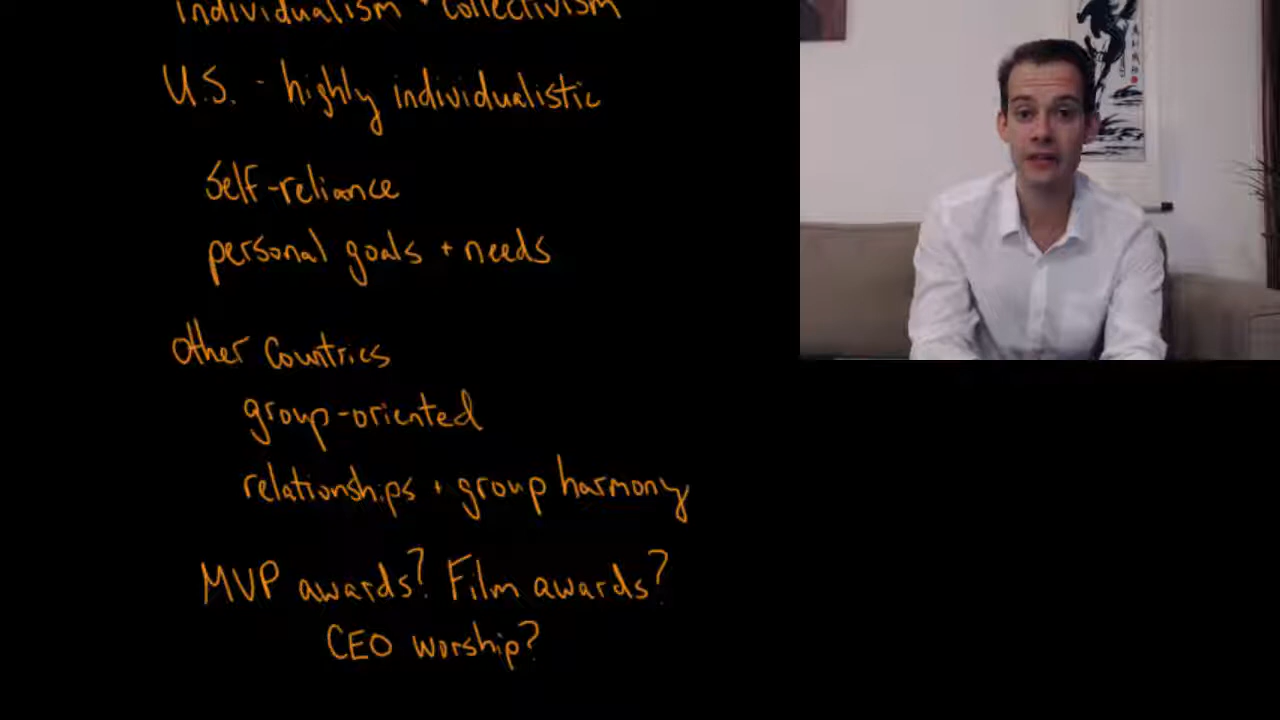 individualism + collectivism
U.S. - highly individualistic
Self-reliance
personal goals + needs
Other Countries
group-oriented
relationships + group harmony
MVP awards? Film awards?
CEO worship?